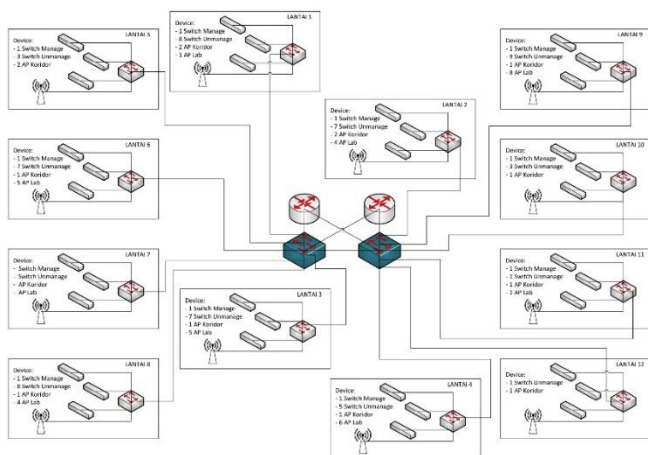 LANTAI 5
Device:
- 1 Switch Manage
- 8 Switch Unmanage
- 2 AP Koridor
LANTAI 1
Device:
- 1 Switch Manage
- 8 Switch Unmanage
- 2 AP Koridor
- 1 AP Lab
LANTAI 9
Device:
- 1 Switch Manage
- 9 Switch Unmanage
- 1 AP Koridor
- 8 AP Lab
LANTAI 2
Device:
- 1 Switch Manage
- 7 Switch Unmanage
- 2 AP Koridor
- 4 AP Lab
LANTAI 6
Device:
- 1 Switch Manage
- 7 Switch Unmanage
- 1 AP Koridor
- 5 AP Lab
LANTAI 10
Device:
- 1 Switch Manage
- 3 Switch Unmanage
- 1 AP Koridor
LANTAI 7
Device:
- Switch Manage
- Switch Unmanage
- AP Koridor
- AP Lab
LANTAI 11
Device:
- 1 Switch Manage
- 1 Switch Unmanage
- 1 AP Koridor
- 1 AP Lab
LANTAI 3
Device:
- 1 Switch Manage
- 7 Switch Unmanage
- 1 AP Koridor
- 5 AP Lab
LANTAI 8
Device:
- 1 Switch Manage
- 8 Switch Unmanage
- 1 AP Koridor
- 4 AP Lab
LANTAI 4
Device:
- 1 Switch Manage
- 5 Switch Unmanage
- 1 AP Koridor
- 6 AP Lab
LANTAI 12
Device:
- 1 Switch Unmanage
- 1 AP Koridor